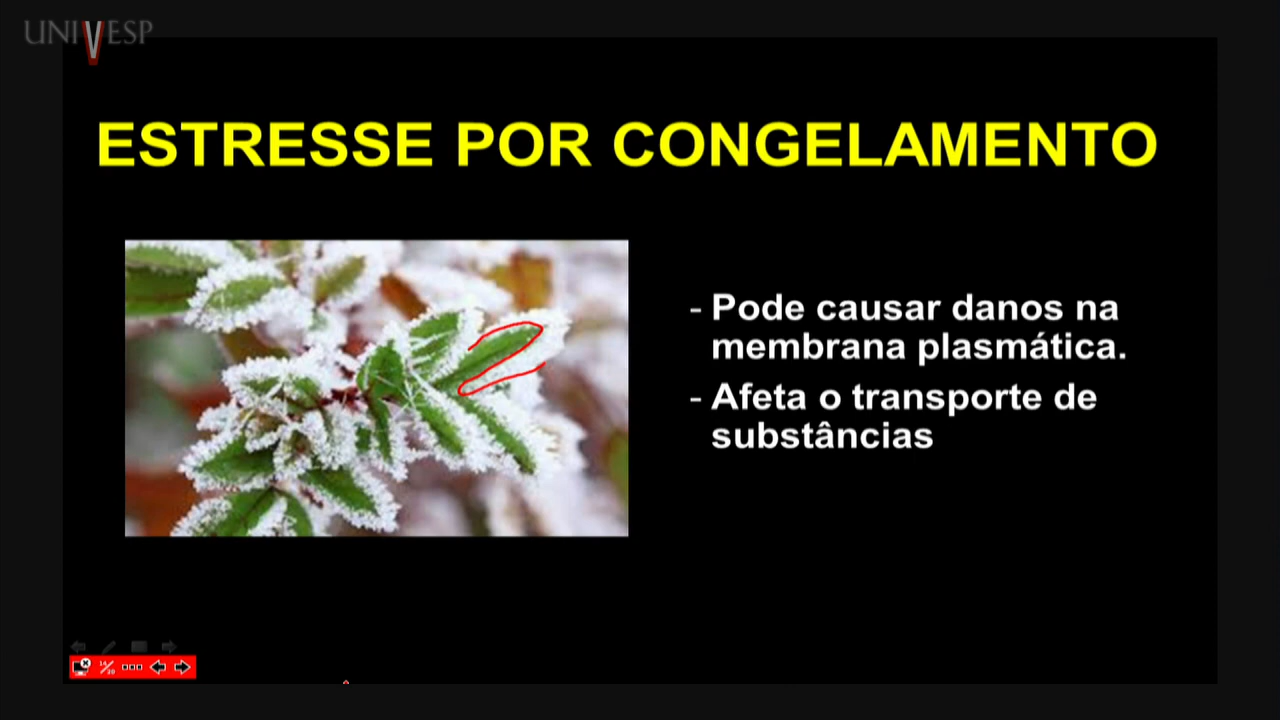 UNIVESP
ESTRESSE POR CONGELAMENTO
- Pode causar danos na
membrana plasmática.
- Afeta o transporte de
substâncias